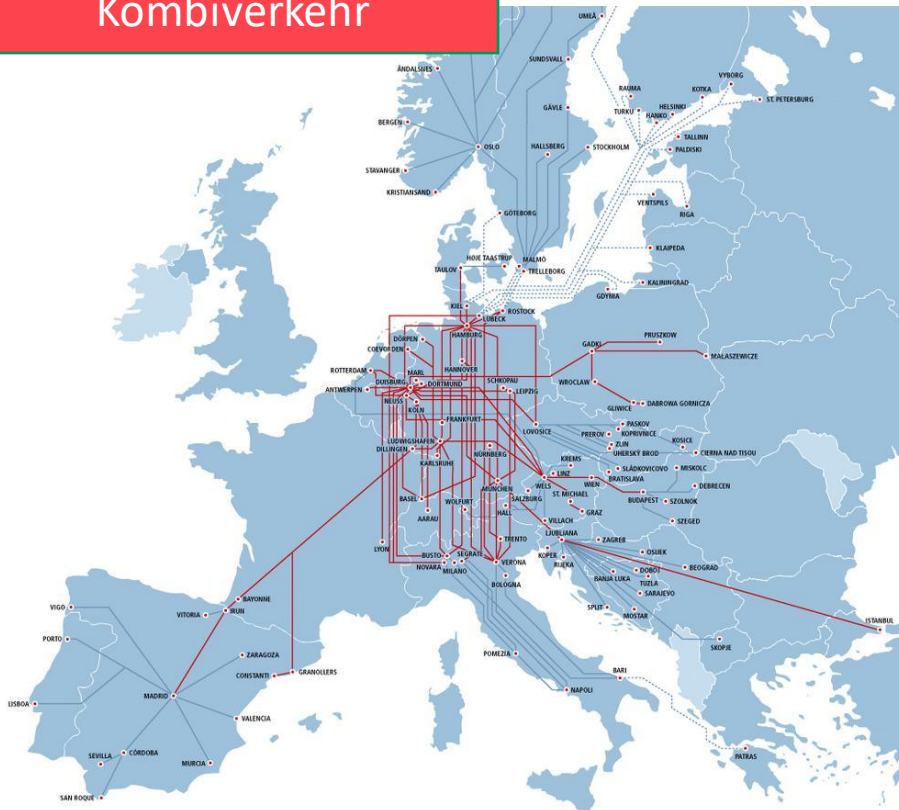 Kombiverkehr
UMEÅ
SUNDSVALL
ÅNDALSNES
VYBORG
RAUMA
KOTKA
ST. PETERSBURG
HELSINKI
TURKU
HANKO
GÄVLE
BERGEN
TALLINN
OSLO
HALLSBERG
STOCKHOLM
PALDISKI
STAVANGER
KRISTIANSAND
VENTSPILS
RIGA
GÖTEBORG
KLAIPEDA
HØJE TAASTRUP
MALMÖ
TAULOV
TRELLEBORG
KALININGRAD
GDYNIA
KIEL
ROSTOCK
LÜBECK
HAMBURG
PRUSZKOW
DÖRPEN
GADKI
COEVORDEN
MAŁASZEWICZE
HANNOVER
ROTTERDAM
MARL
DUISBURG
DORTMUND
SCHKOPAU
WROCLAW
ANTWERPEN
LEIPZIG
NEUSS
DABROWA GORNICZA
GLIWICE
KÖLN
FRANKFURT
PASKOV
LOVOSICE
PREROV
KOPRIVNICE
LUDWIGSHAFEN
ZLIN
KOSICE
DILLINGEN
UHERSKÝ BROD
CIERNA NAD TISOU
NÜRNBERG
KARLSRUHE
KREMS
SLÁDKOVICOVO
MISKOLC
LINZ
BRATISLAVA
WIEN
WELS
MÜNCHEN
DEBRECEN
BASEL
WOLFURT
SALZBURG
ST. MICHAEL
BUDAPEST
SZOLNOK
HALL
GRAZ
AARAU
VILLACH
SZEGED
LJUBLJANA
TRENTO
ZAGREB
LYON
BUSTO
SEGRATE
KOPER
OSIJEK
NOVARA
MILANO
VERONA
RIJEKA
BEOGRAD
DOBOJ
BANJA LUKA
TUZLA
BOLOGNA
SARAJEVO
BAYONNE
VIGO
VITORIA
IRUN
SPLIT
MOSTAR
ISTANBUL
PORTO
SKOPJE
ZARAGOZA
POMEZIA
GRANOLLERS
BARI
CONSTANTI
MADRID
NAPOLI
LISBOA
VALENCIA
CÓRDOBA
SEVILLA
PATRAS
MURCIA
SAN ROQUE